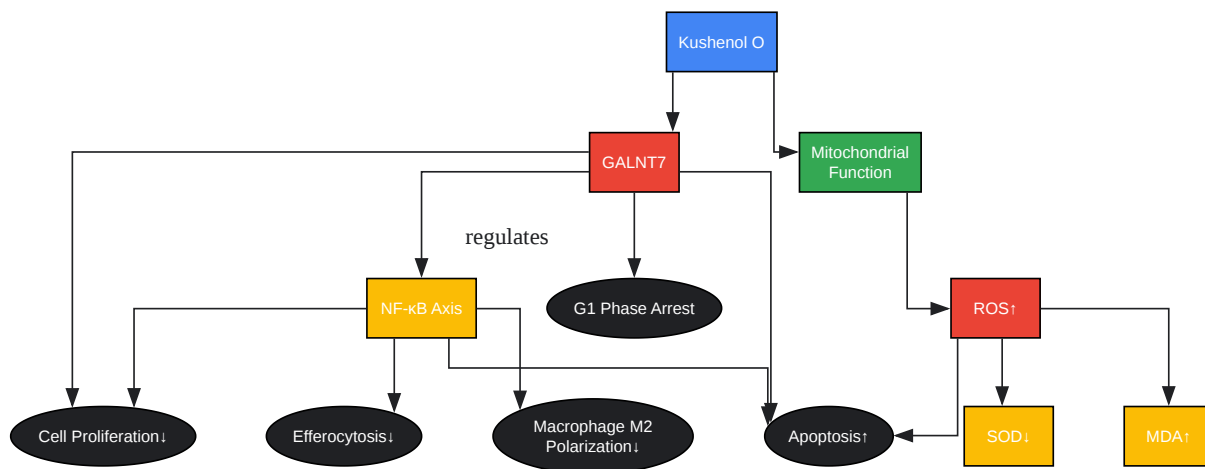 Kushenol O
GALNT7
Mitochondrial
Function
regulates
NF-κB Axis
G1 Phase Arrest
ROS↑
Cell Proliferation↓
Efferocytosis↓
Macrophage M2
Polarization↓
Apoptosis↑
SOD↓
MDA↑